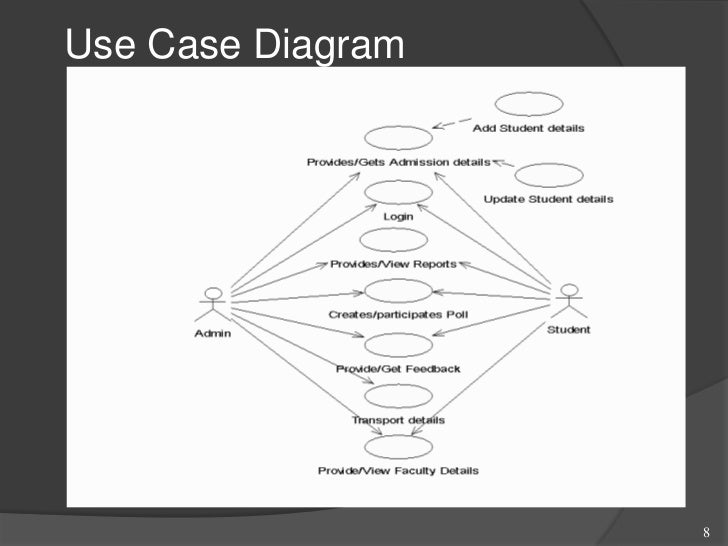 Use Case Diagram
Add Student details
Provides/Gets Admission details
Update Student details
Login
Provides/View Reports
Creates/participates Poll
Admin
Student
Provide/Get Feedback
Transport details
Provide/View Faculty Details
8